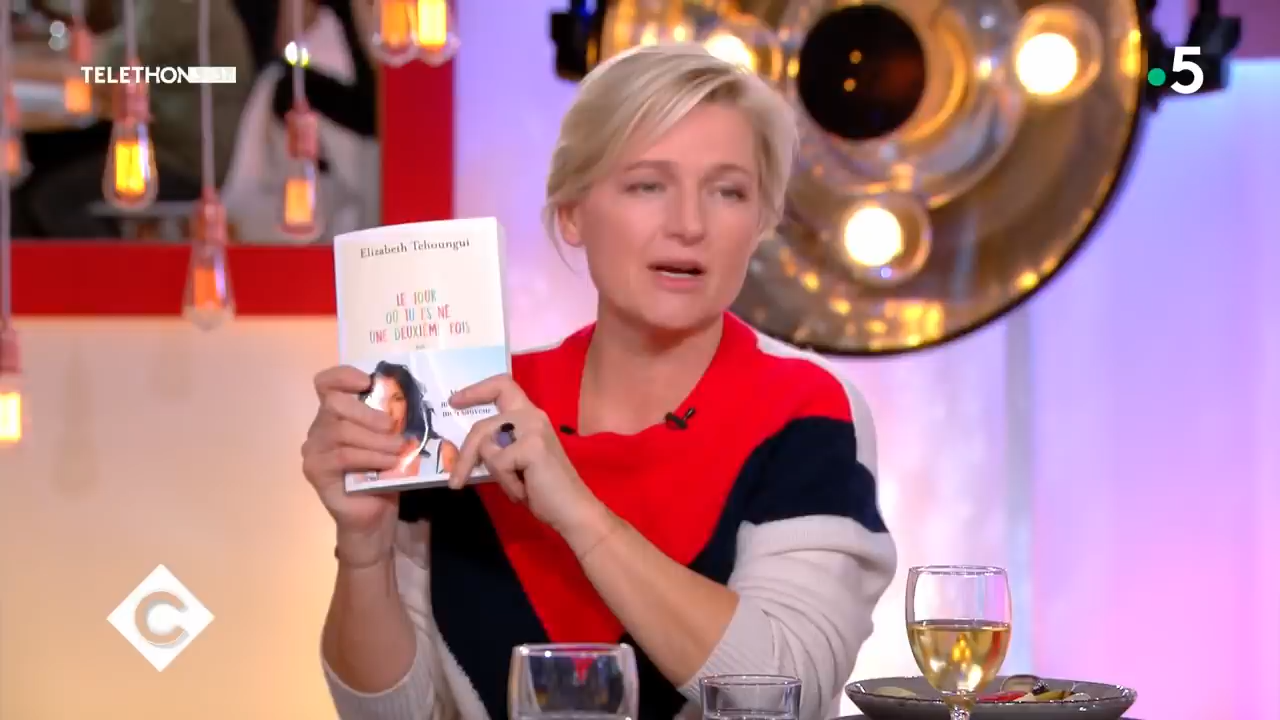 TELETHON
5
Elizabeth Tchoungui
LE JOUR
OÙ TU ES NÉ
UNE DEUXIÈME FOIS
C